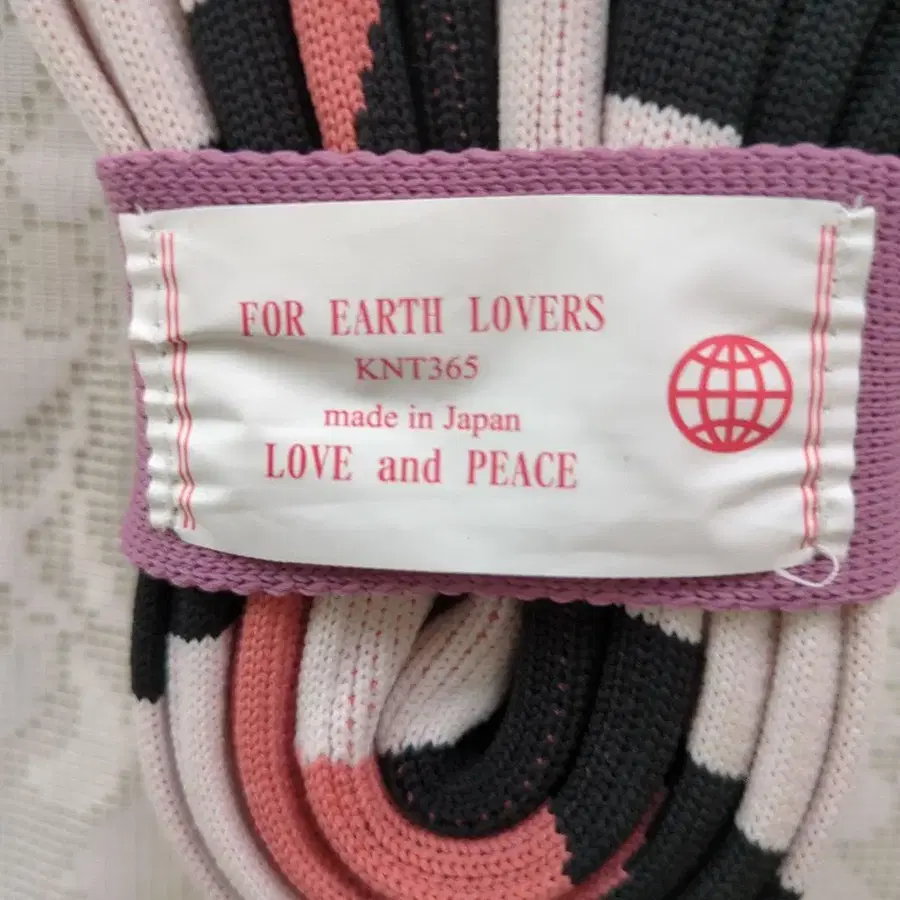 FOR EARTH LOVERS
KNT365
made in Japan
LOVE and PEACE